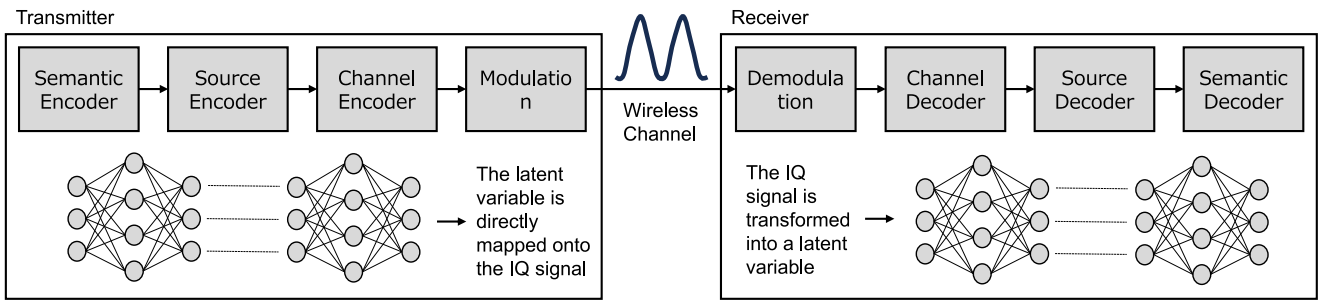 Transmitter
Receiver
Semantic
Encoder
Source
Encoder
Channel
Encoder
Modulatio
n
Wireless
Channel
Demodula
tion
Channel
Decoder
Source
Decoder
Semantic
Decoder
The latent
variable is
directly
mapped onto
the IQ signal
The IQ
signal is
transformed
into a latent
variable